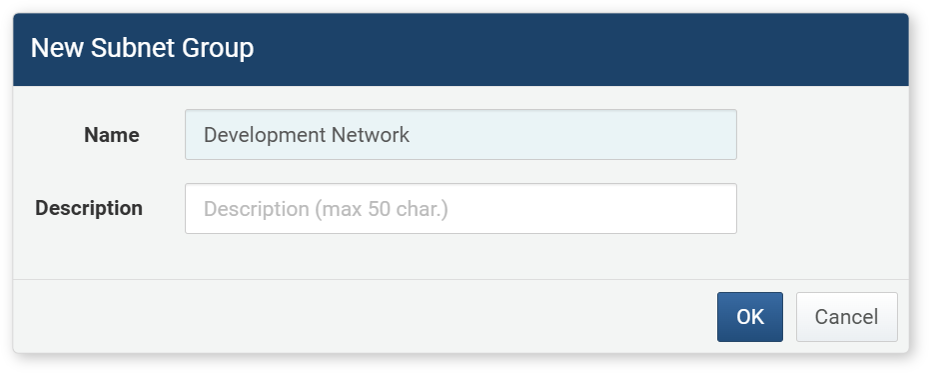 New Subnet Group
Name
Development Network
Description
Description (max 50 char.)
OK
Cancel